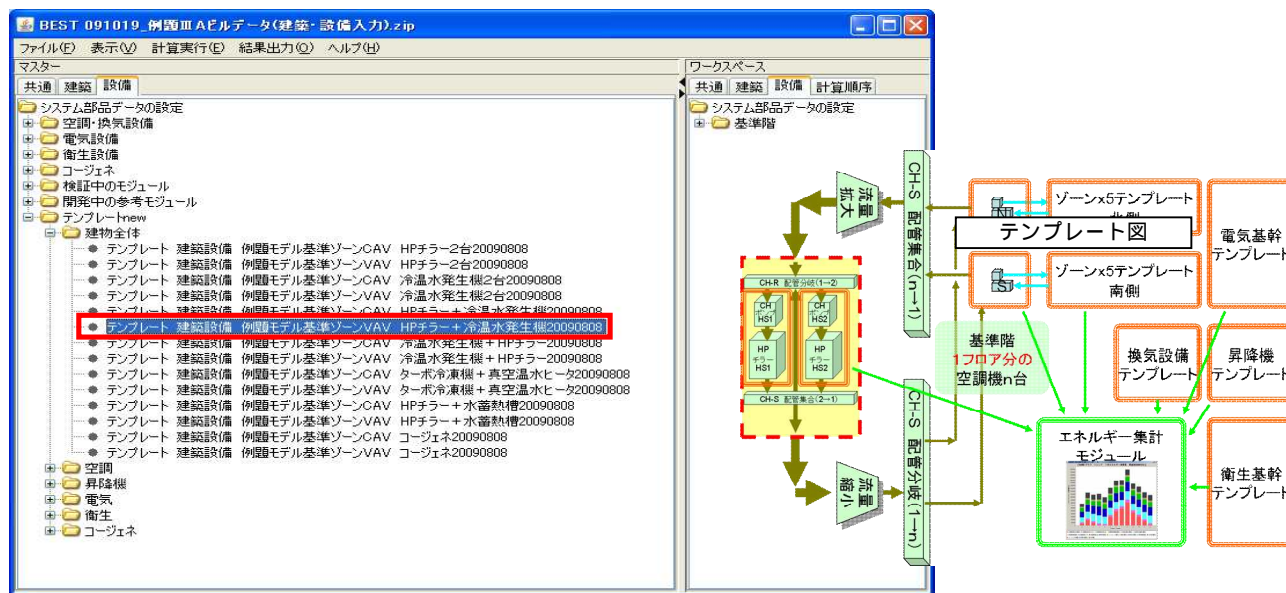 BEST 091019_例題ⅢAビルデータ(建築・設備入力).zip
ファイル(F) 表示(V) 計算実行(E) 結果出力(O) ヘルプ(H)
マスター
共通 建築 設備
システム部品データの設定
空調・換気設備
電気設備
衛生設備
コージェネ
検証中のモジュール
開発中の参考モジュール
テンプレートnew
建物全体
テンプレート 建築設備 例題モデル基準ゾーンCAV HPチラー2台20090808
テンプレート 建築設備 例題モデル基準ゾーンVAV HPチラー2台20090808
テンプレート 建築設備 例題モデル基準ゾーンCAV 冷温水発生機2台20090808
テンプレート 建築設備 例題モデル基準ゾーンVAV 冷温水発生機2台20090808
テンプレート 建築設備 例題モデル基準ゾーンCAV HPチラー+冷温水発生機20090808
テンプレート 建築設備 例題モデル基準ゾーンVAV HPチラー+冷温水発生機20090808
テンプレート 建築設備 例題モデル基準ゾーンCAV 冷温水発生機+HPチラー20090808
テンプレート 建築設備 例題モデル基準ゾーンVAV 冷温水発生機+HPチラー20090808
テンプレート 建築設備 例題モデル基準ゾーンCAV ターボ冷凍機+真空温水ヒータ20090808
テンプレート 建築設備 例題モデル基準ゾーンVAV ターボ冷凍機+真空温水ヒータ20090808
テンプレート 建築設備 例題モデル基準ゾーンCAV HPチラー+水蓄熱槽20090808
テンプレート 建築設備 例題モデル基準ゾーンVAV HPチラー+水蓄熱槽20090808
テンプレート 建築設備 例題モデル基準ゾーンCAV コージェネ20090808
テンプレート 建築設備 例題モデル基準ゾーンVAV コージェネ20090808
空調
昇降機
電気
衛生
コージェネ
ワークスペース
共通 建築 設備 計算順序
システム部品データの設定
基準階
流量拡大
CH-S 配管集合(n→1)
N
ゾーンx5テンプレート
北側
テンプレート図
S
ゾーンx5テンプレート
南側
電気基幹
テンプレート
CH-R 配管分岐(1→2)
CH
HS1
CH
HS2
HP
チラー
HS1
HP
チラー
HS2
CH-S 配管集合(2→1)
基準階
1フロア分の
空調機n台
換気設備
テンプレート
昇降機
テンプレート
流量縮小
CH-S 配管分岐(1→n)
エネルギー集計
モジュール
衛生基幹
テンプレート